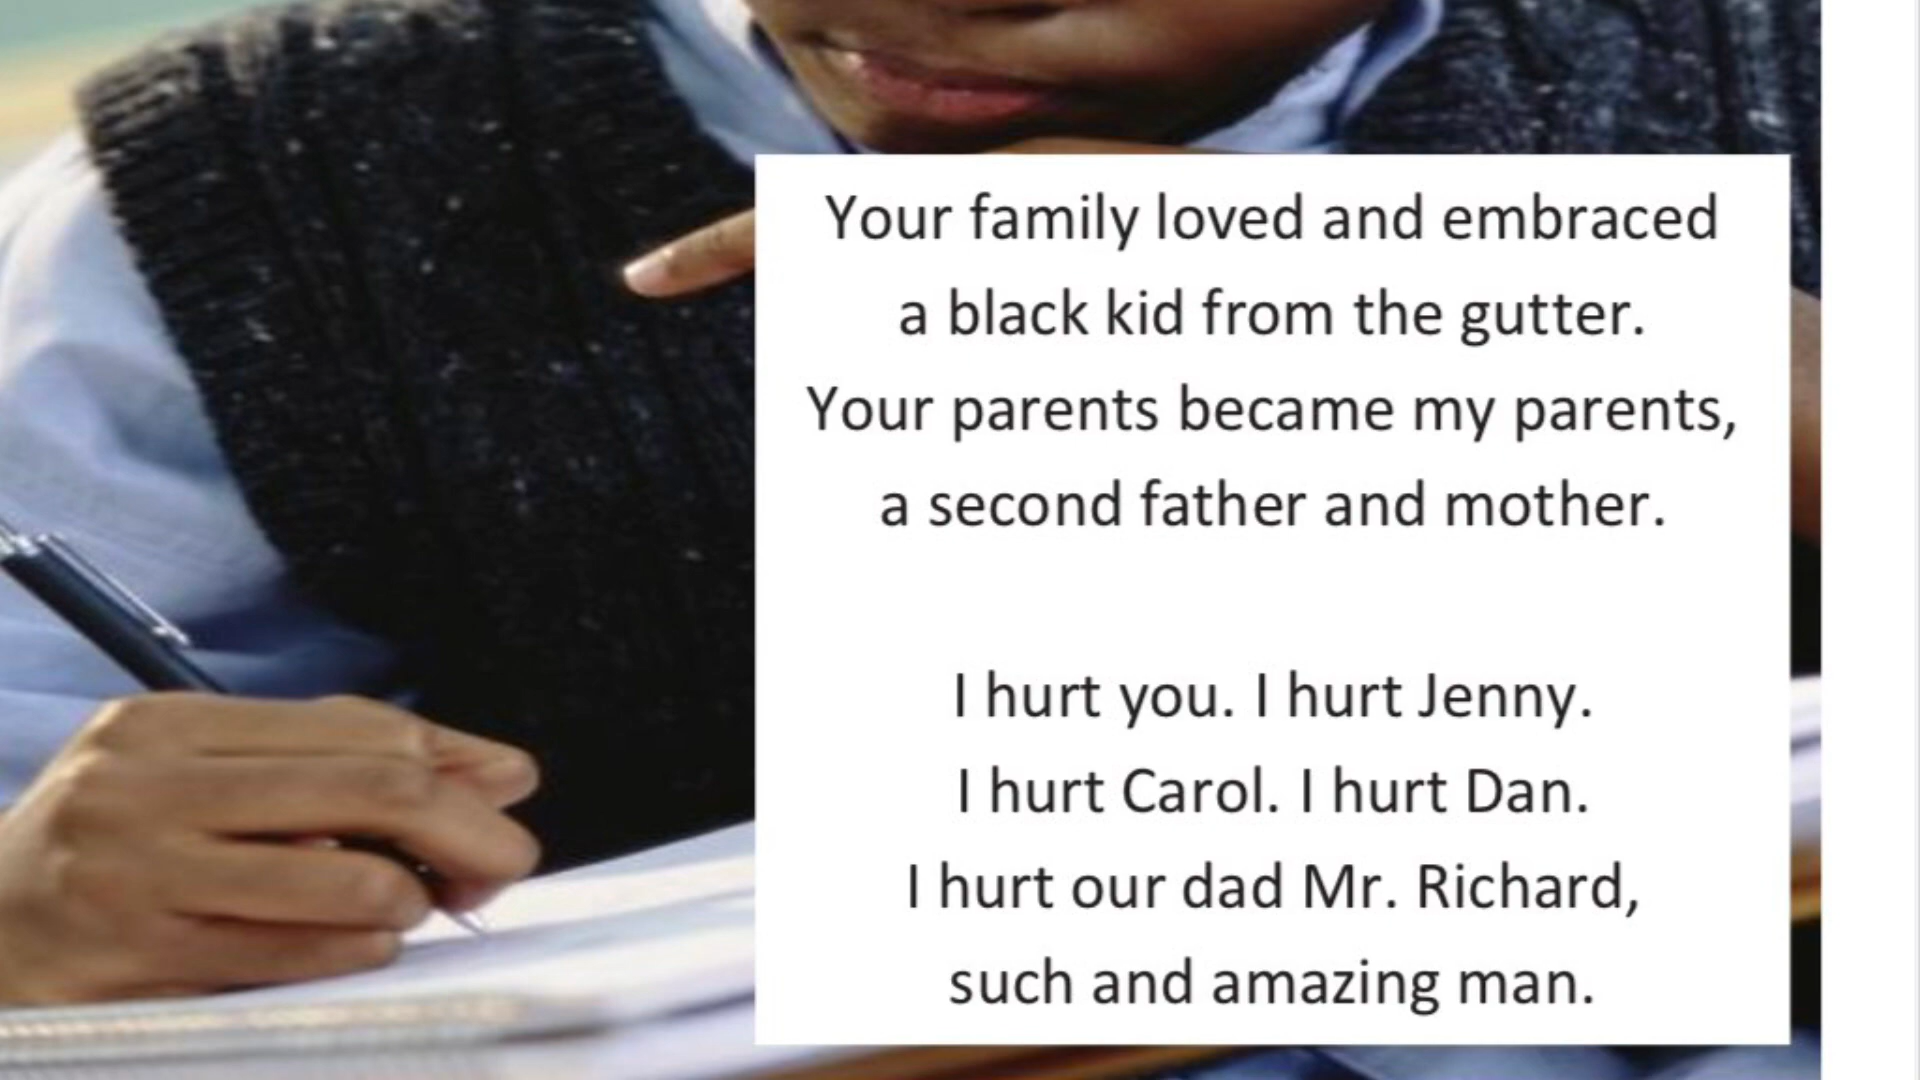 Your family loved and embraced
a black kid from the gutter.
Your parents became my parents,
a second father and mother.
I hurt you. I hurt Jenny.
I hurt Carol. I hurt Dan.
I hurt our dad Mr. Richard,
such and amazing man.